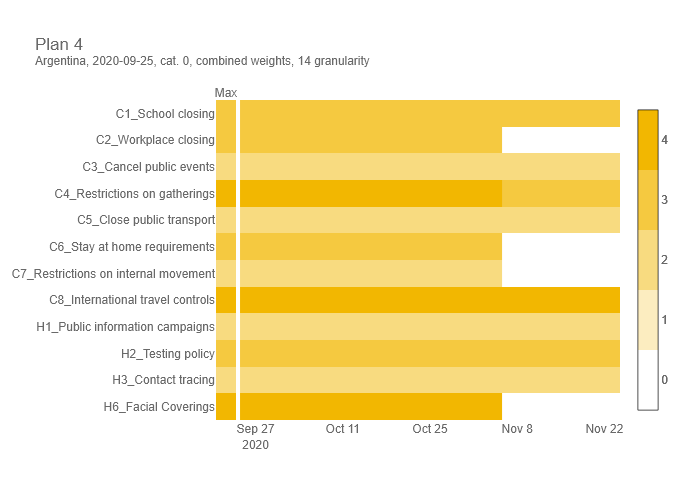 Plan 4
Argentina, 2020-09-25, cat. 0, combined weights, 14 granularity
Max
C1_School closing
C2_Workplace closing
C3_Cancel public events
C4_Restrictions on gatherings
C5_Close public transport
C6_Stay at home requirements
C7_Restrictions on internal movement
C8_International travel controls
H1_Public information campaigns
H2_Testing policy
H3_Contact tracing
H6_Facial Coverings
Sep 27 Oct 11 Oct 25 Nov 8 Nov 22
2020
4
3
2
1
0